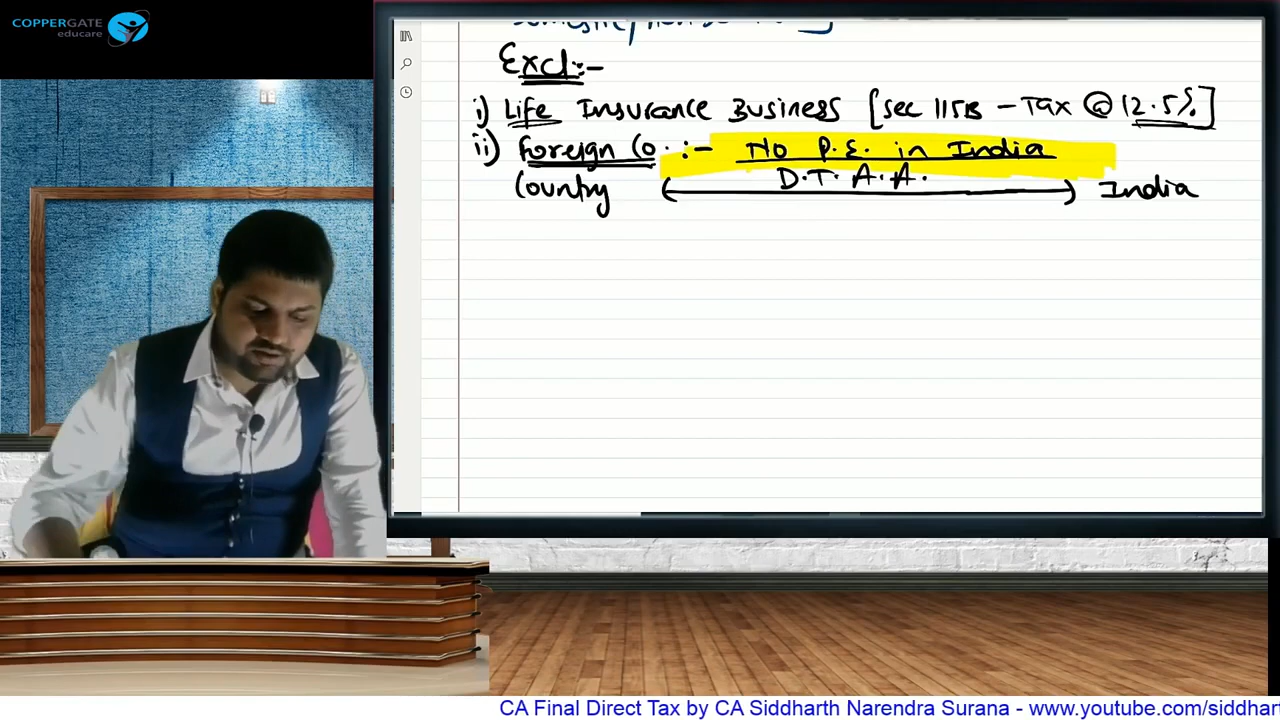 COPPERGATE
educare
Excl:-
i) Life Insurance Business [Sec 115B - Tax @ 12.5%]
ii) Foreign Co. :- No P.E. in India
Country D.T.A.A. India
CA Final Direct Tax by CA Siddharth Narendra Surana - www.youtube.com/siddhar